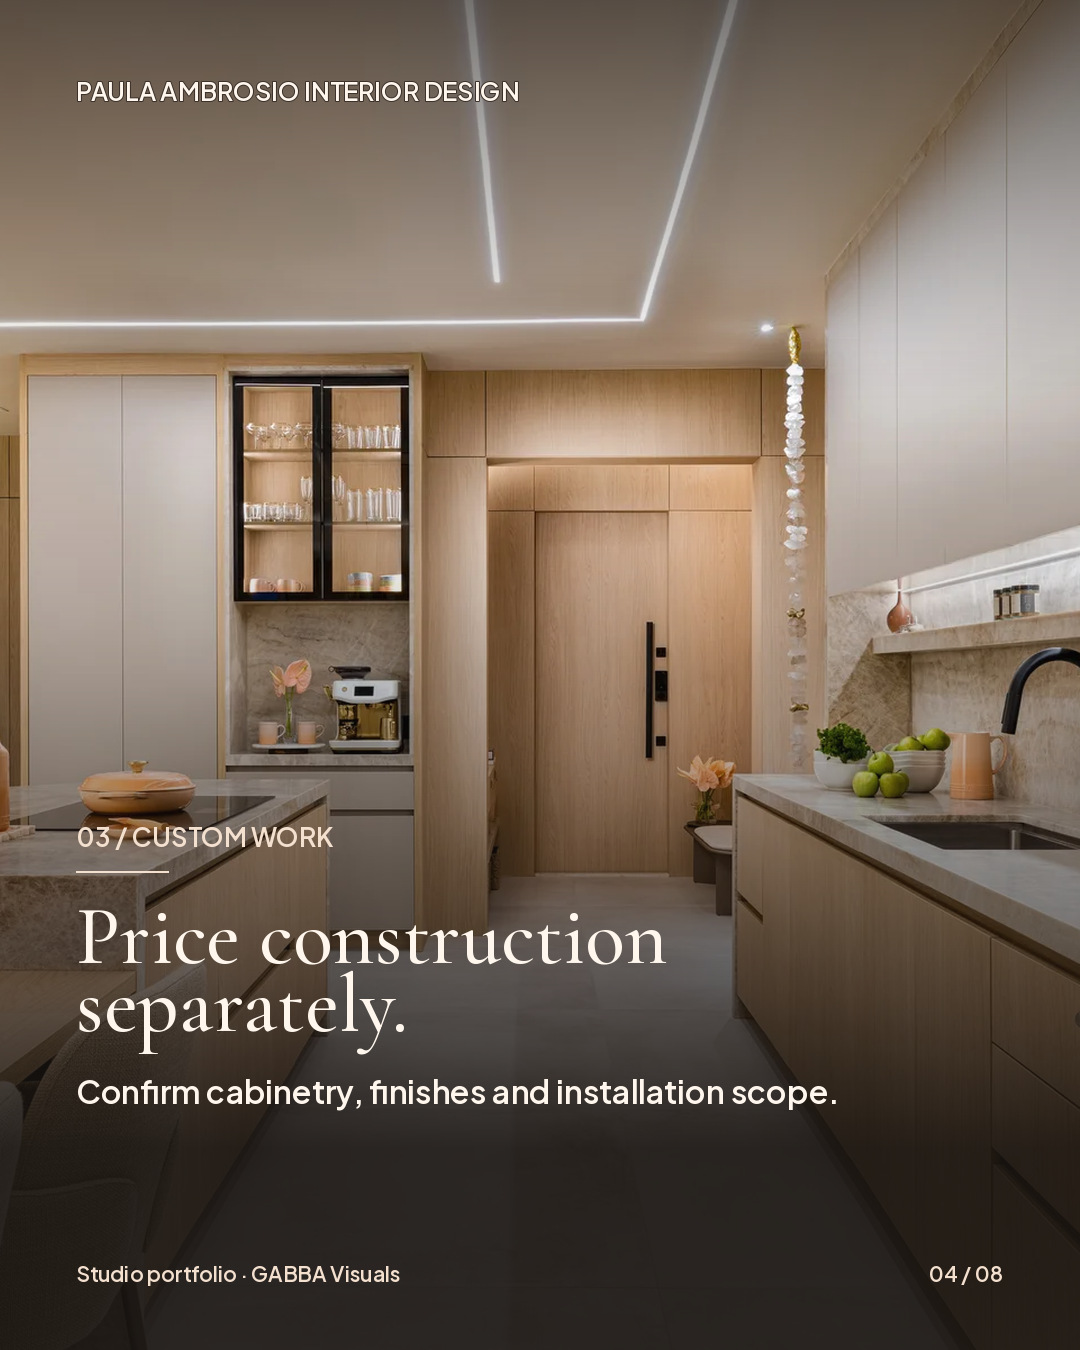 PAULA AMBROSIO INTERIOR DESIGN
03 / CUSTOM WORK
Price construction
separately.
Confirm cabinetry, finishes and installation scope.
Studio portfolio · GABBA Visuals
04 / 08